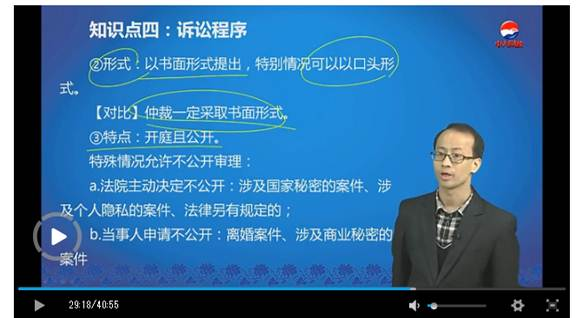 知识点四：诉讼程序
②形式：以书面形式提出，特别情况可以以口头形
式。
【对比】仲裁一定采取书面形式。
③特点：开庭且公开。
特殊情况允许不公开审理：
a.法院主动决定不公开：涉及国家秘密的案件、涉
及个人隐私的案件、法律另有规定的；
b.当事人申请不公开：离婚案件、涉及商业秘密的
案件
29:18/40:55